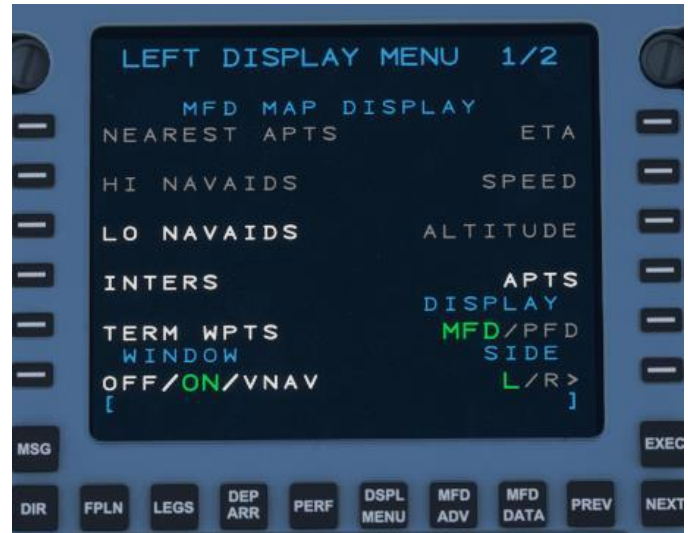 LEFT DISPLAY MENU 1/2
MFD MAP DISPLAY
NEAREST APTS ETA
HI NAVAIDS SPEED
LO NAVAIDS ALTITUDE
INTERS APTS
DISPLAY
TERM WPTS MFD/PFD
WINDOW SIDE
OFF/ON/VNAV L/R>
[ ]
MSG EXEC
DIR FPLN LEGS DEP ARR PERF DSPL MENU MFD ADV MFD DATA PREV NEXT